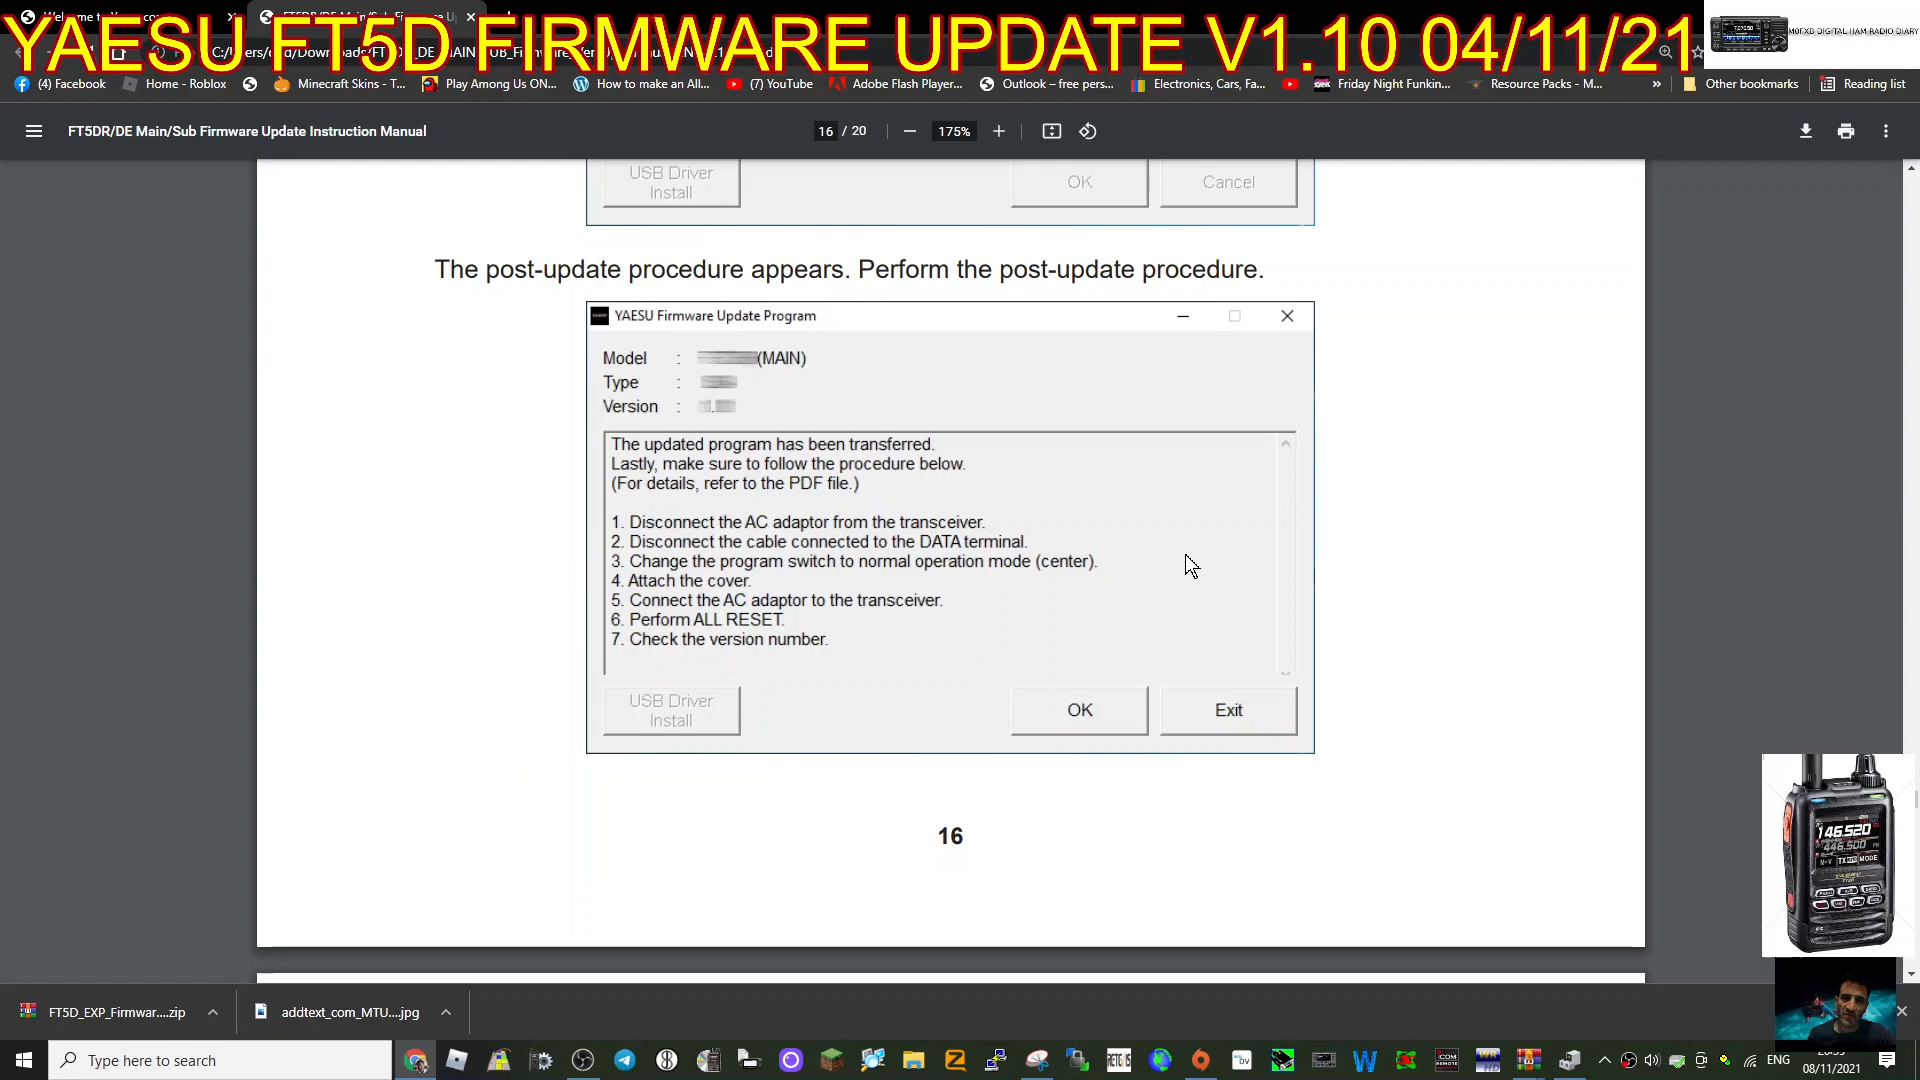 YAESU FT5D FIRMWARE UPDATE V1.10 04/11/21
M0FXB DIGITAL HAM RADIO DIARY
(4) Facebook
Home - Roblox
Minecraft Skins - T...
Play Among Us ON...
How to make an All...
(7) YouTube
Adobe Flash Player...
Outlook – free pers...
Electronics, Cars, Fa...
Friday Night Funkin...
Resource Packs - M...
»
Other bookmarks
Reading list
FT5DR/DE Main/Sub Firmware Update Instruction Manual
16 / 20
175%
USB Driver
Install
OK
Cancel
The post-update procedure appears. Perform the post-update procedure.
YAESU Firmware Update Program
Model : (MAIN)
Type :
Version :
The updated program has been transferred.
Lastly, make sure to follow the procedure below.
(For details, refer to the PDF file.)
1. Disconnect the AC adaptor from the transceiver.
2. Disconnect the cable connected to the DATA terminal.
3. Change the program switch to normal operation mode (center).
4. Attach the cover.
5. Connect the AC adaptor to the transceiver.
6. Perform ALL RESET.
7. Check the version number.
USB Driver
Install
OK
Exit
16
146.520
446.500
MODE
FT5D_EXP_Firmwar....zip
addtext_com_MTU....jpg
Type here to search
ENG
08/11/2021